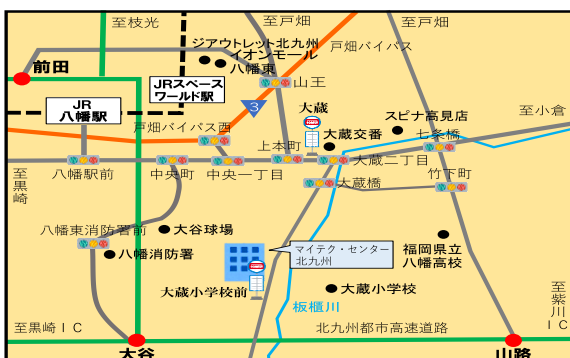 至枝光
至戸畑
至戸畑
ジアウトレット北九州
イオンモール
八幡東
戸畑バイパス
前田
JRスペース
ワールド駅
山王
JR
八幡駅
3
大蔵
スピナ高見店
至小倉
戸畑バイパス西
大蔵交番
七条橋
上本町
八幡駅前
中央町
中央一丁目
大蔵二丁目
至黒崎
大蔵橋
竹下町
八幡東消防署前
大谷球場
八幡消防署
マイテク・センター
北九州
福岡県立
八幡高校
大蔵小学校前
大蔵小学校
板櫃川
至紫川IC
至黒崎IC
北九州都市高速道路
大谷
山路